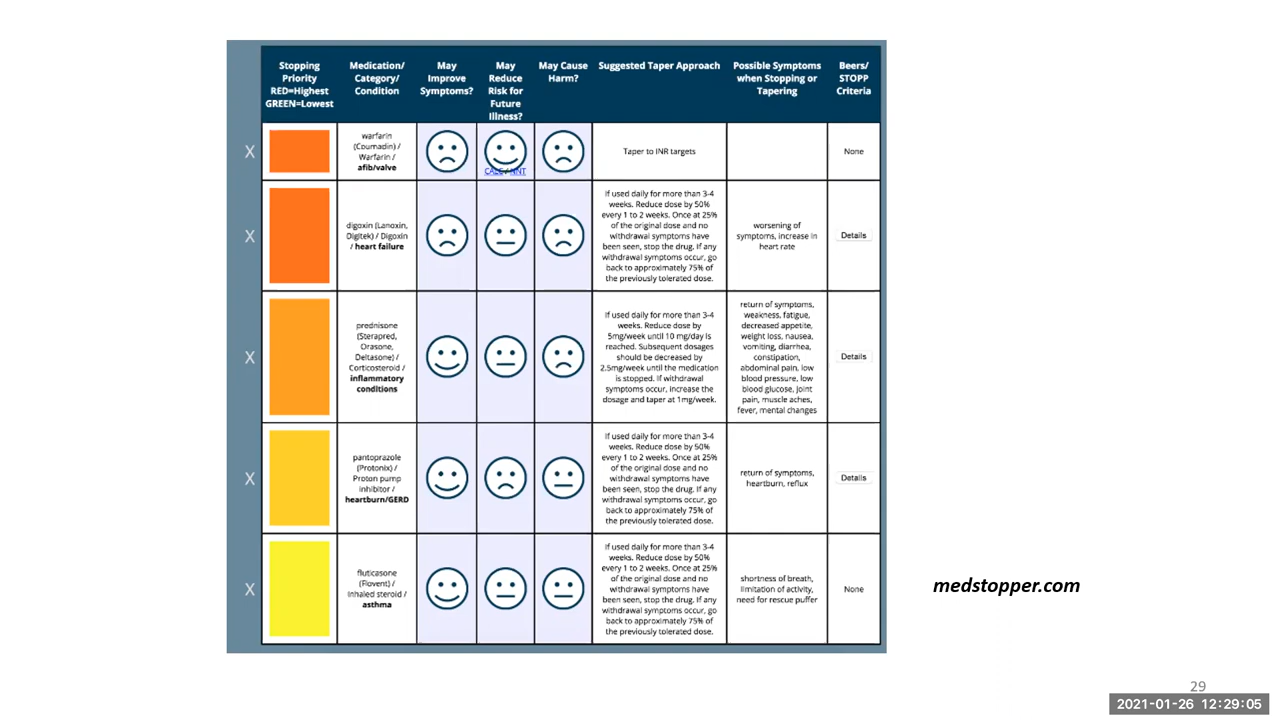 Stopping
Priority
RED=Highest
GREEN=Lowest
Medication/
Category/
Condition
May
Improve
Symptoms?
May
Reduce
Risk for
Future
Illness?
May Cause
Harm?
Suggested Taper Approach
Possible Symptoms
when Stopping or
Tapering
Beers/
STOPP
Criteria
X
warfarin
(Coumadin) /
Warfarin /
afib/valve
CALC / NNT
Taper to INR targets
None
X
digoxin (Lanoxin,
Digitek) / Digoxin
/ heart failure
If used daily for more than 3-4
weeks. Reduce dose by 50%
every 1 to 2 weeks. Once at 25%
of the original dose and no
withdrawal symptoms have
been seen, stop the drug. If any
withdrawal symptoms occur, go
back to approximately 75% of
the previously tolerated dose.
worsening of
symptoms, increase in
heart rate
Details
X
prednisone
(Sterapred,
Orasone,
Deltasone) /
Corticosteroid /
inflammatory
conditions
If used daily for more than 3-4
weeks. Reduce dose by
5mg/week until 10 mg/day is
reached. Subsequent dosages
should be decreased by
2.5mg/week until the medication
is stopped. If withdrawal
symptoms occur, increase the
dosage and taper at 1mg/week.
return of symptoms,
weakness, fatigue,
decreased appetite,
weight loss, nausea,
vomiting, diarrhea,
constipation,
abdominal pain, low
blood pressure, low
blood glucose, joint
pain, muscle aches,
fever, mental changes
Details
X
pantoprazole
(Protonix) /
Proton pump
inhibitor /
heartburn/GERD
If used daily for more than 3-4
weeks. Reduce dose by 50%
every 1 to 2 weeks. Once at 25%
of the original dose and no
withdrawal symptoms have
been seen, stop the drug. If any
withdrawal symptoms occur, go
back to approximately 75% of
the previously tolerated dose.
return of symptoms,
heartburn, reflux
Details
X
fluticasone
(Flovent) /
Inhaled steroid /
asthma
If used daily for more than 3-4
weeks. Reduce dose by 50%
every 1 to 2 weeks. Once at 25%
of the original dose and no
withdrawal symptoms have
been seen, stop the drug. If any
withdrawal symptoms occur, go
back to approximately 75% of
the previously tolerated dose.
shortness of breath,
limitation of activity,
need for rescue puffer
None
medstopper.com
29
2021-01-26 12:29:05